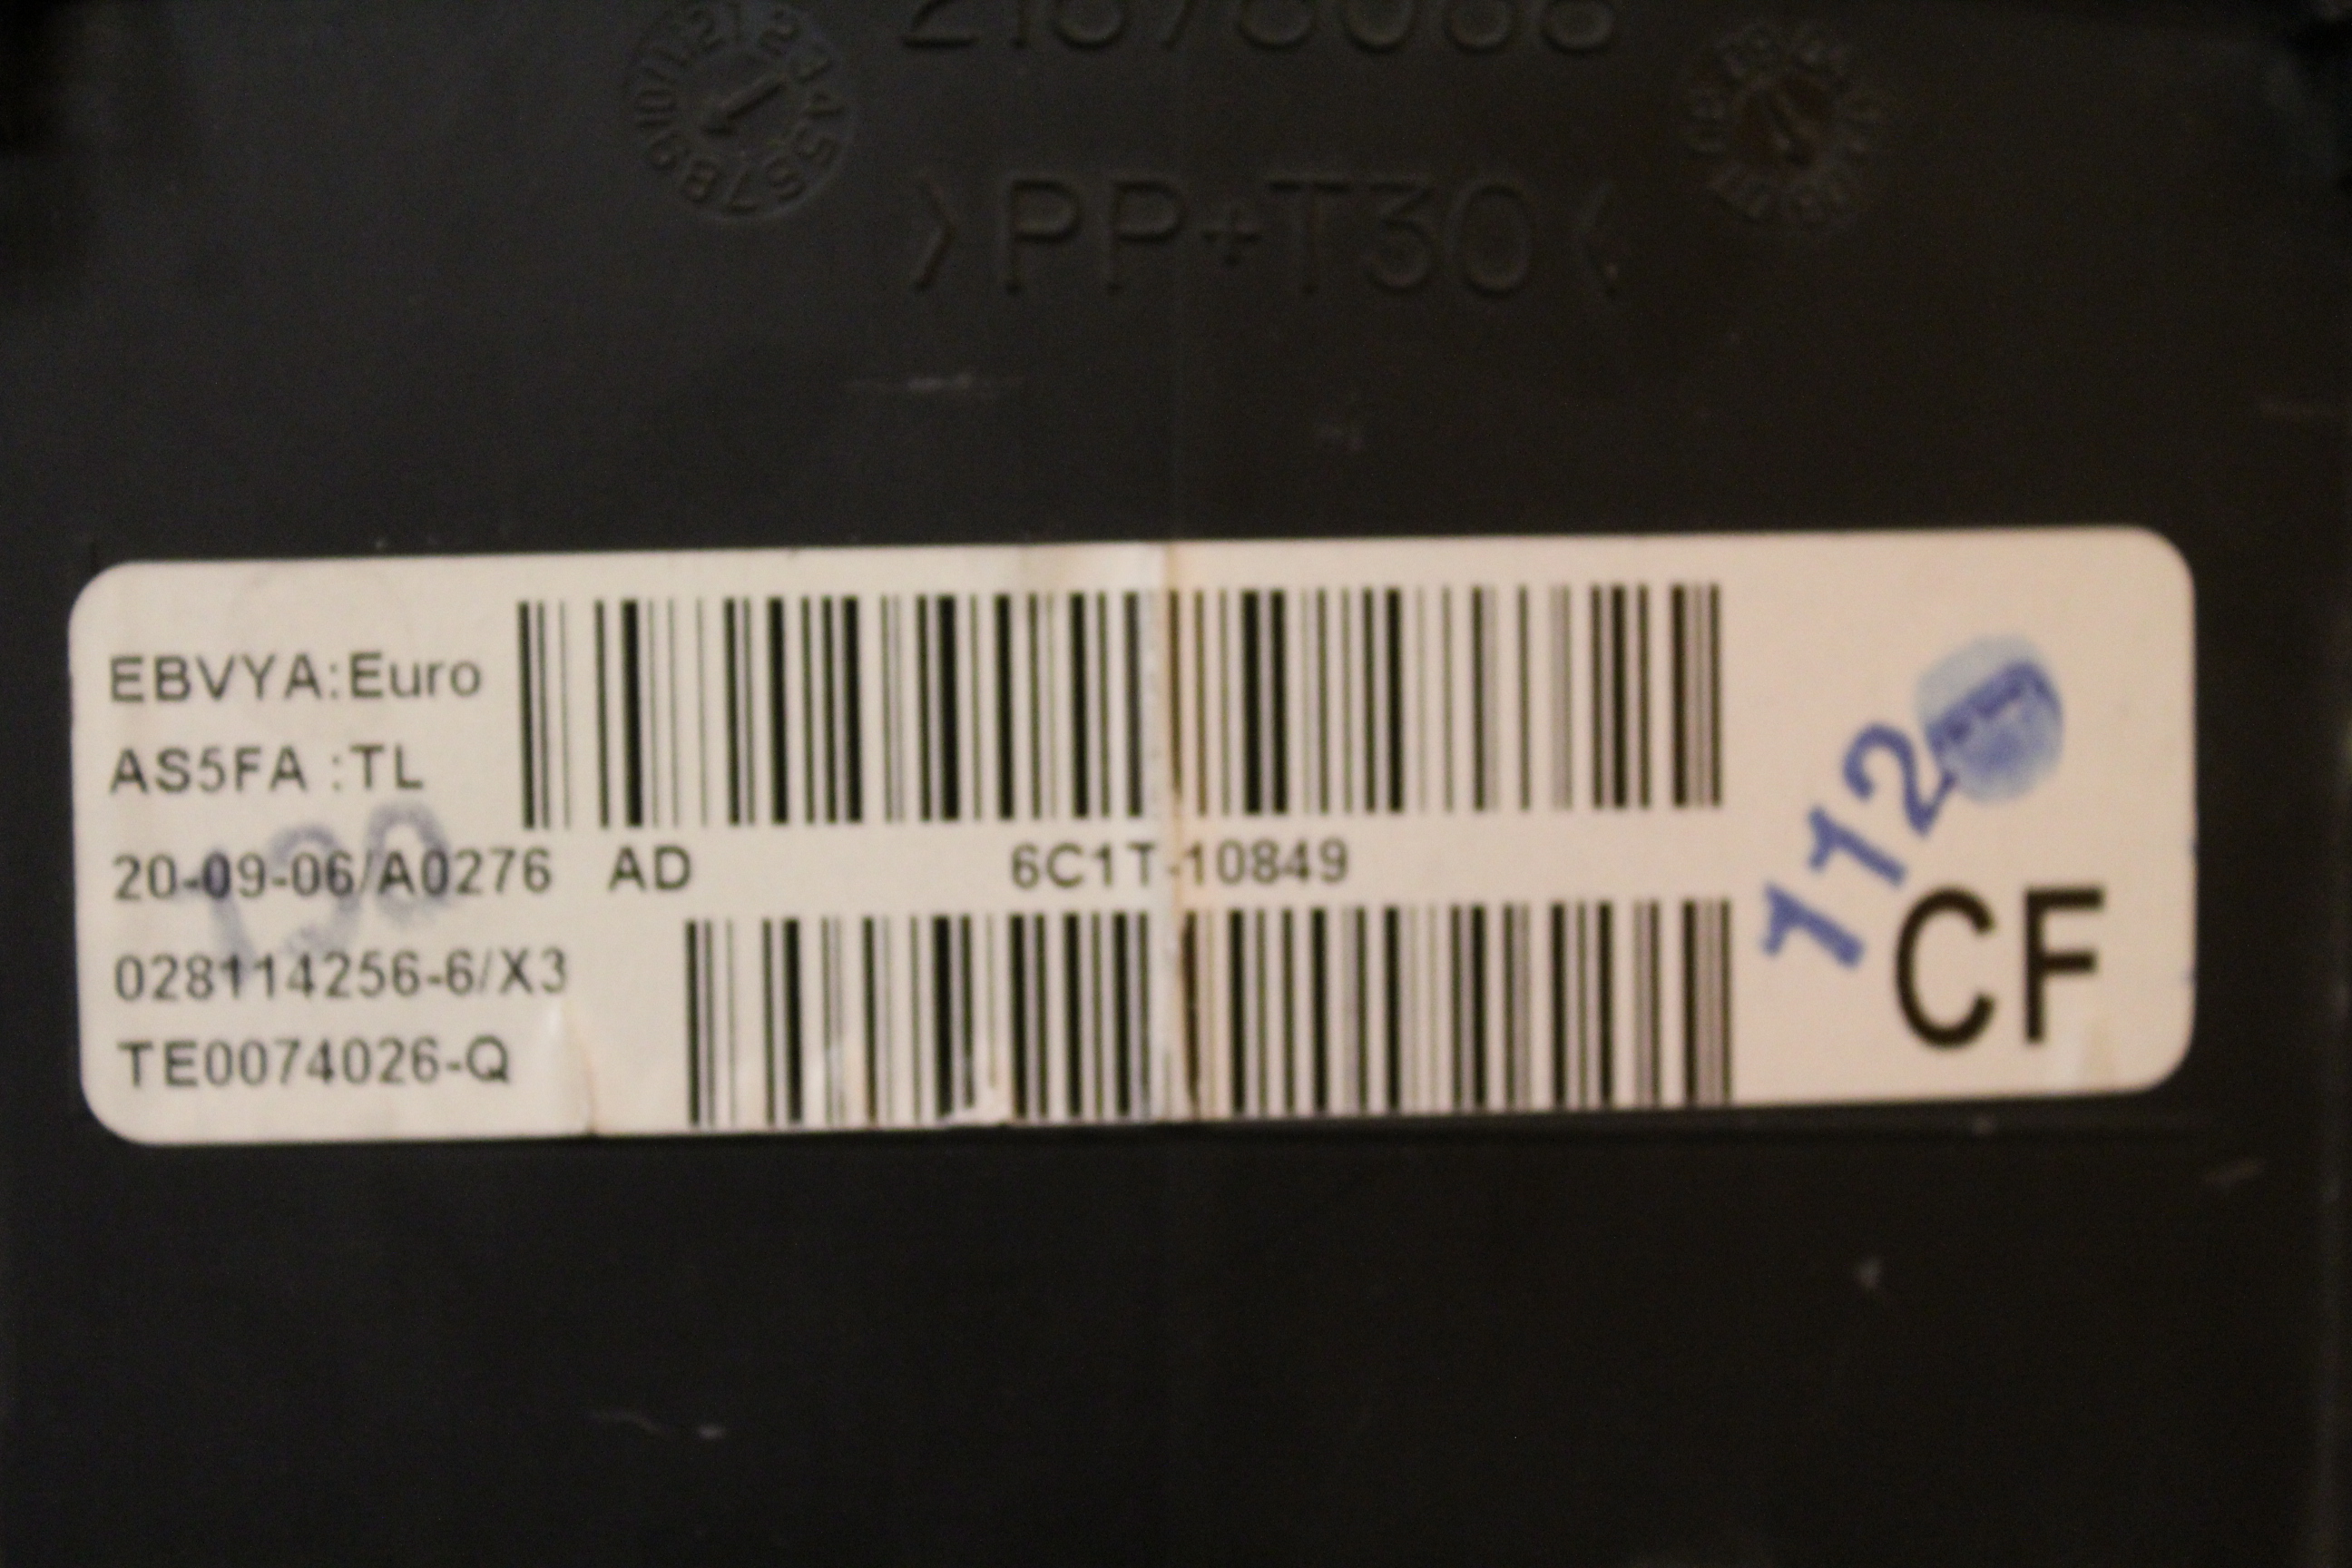 >PP+T30<
EBVYA:Euro
AS5FA :TL
20-09-06/A0276 AD 6C1T-10849
028114256-6/X3
TE0074026-Q
112
CF